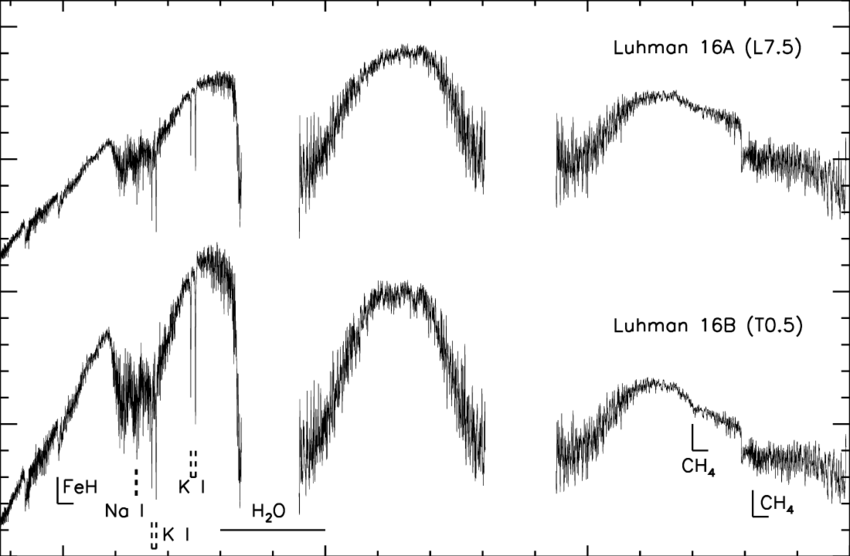 Luhman 16A (L7.5)
Luhman 16B (T0.5)
CH₄
FeH
K I
CH₄
Na I
H₂O
K I